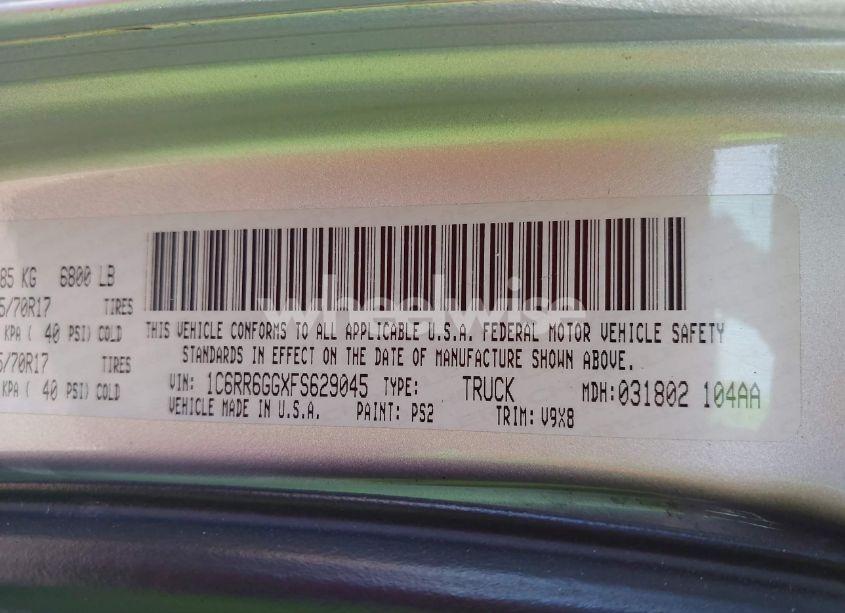 85 KG 6800 LB
5/70R17 TIRES
KPA ( 40 PSI) COLD
5/70R17 TIRES
KPA ( 40 PSI) COLD
wheelwise
THIS VEHICLE CONFORMS TO ALL APPLICABLE U.S.A. FEDERAL MOTOR VEHICLE SAFETY
STANDARDS IN EFFECT ON THE DATE OF MANUFACTURE SHOWN ABOVE.
VIN: 1C6RR6GGXFS629045 TYPE: TRUCK MDH: 031802 104AA
VEHICLE MADE IN U.S.A. PAINT: PS2 TRIM: V9X8